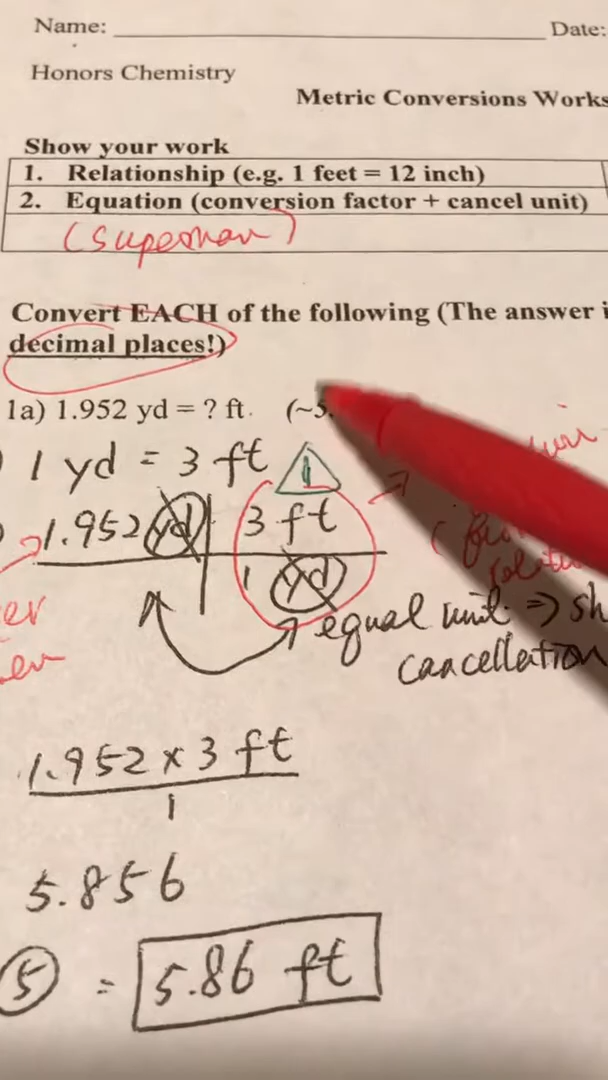 Name: Date:
Honors Chemistry
Metric Conversions Works
Show your work
1. Relationship (e.g. 1 feet = 12 inch)
2. Equation (conversion factor + cancel unit)
(superman)
Convert EACH of the following (The answer i
decimal places!)
1a) 1.952 yd = ? ft. (~5.
1 yd = 3 ft 1
1.952 yd 3 ft
1 yd
equal unit => sh
cancellation
1.952 x 3 ft
1
5.856
5 = 5.86 ft